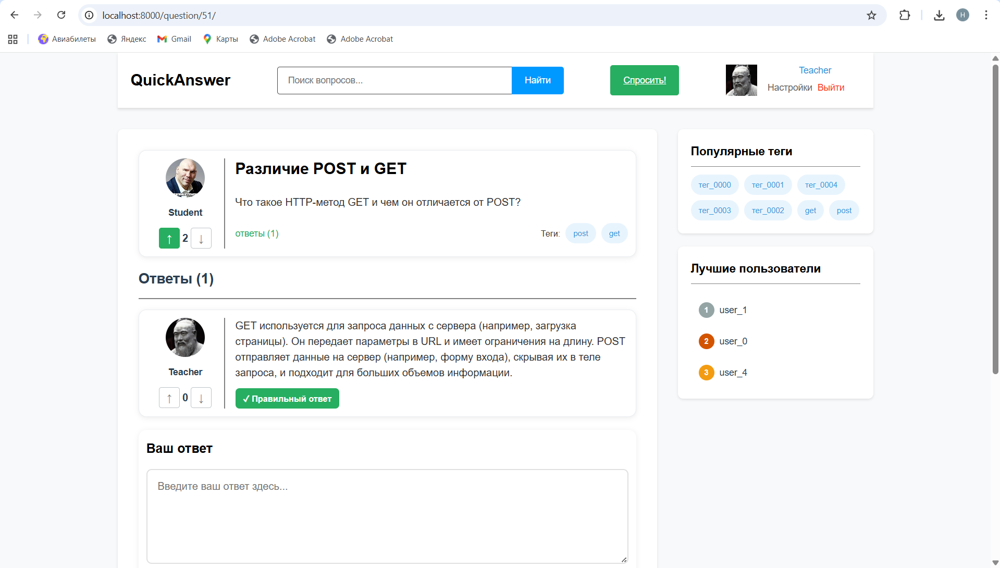 localhost:8000/question/51/
H
Авиабилеты
Яндекс
Gmail
Карты
Adobe Acrobat
Adobe Acrobat
QuickAnswer
Поиск вопросов...
Найти
Спросить!
Teacher
Настройки Выйти
Различие POST и GET
Что такое HTTP-метод GET и чем он отличается от POST?
Student
↑ 2 ↓
ответы (1)
Теги: post get
Ответы (1)
GET используется для запроса данных с сервера (например, загрузка
страницы). Он передает параметры в URL и имеет ограничения на длину. POST
отправляет данные на сервер (например, форму входа), скрывая их в теле
запроса, и подходит для больших объемов информации.
Teacher
↑ 0 ↓
✓ Правильный ответ
Ваш ответ
Введите ваш ответ здесь...
Популярные теги
тег_0000 тег_0001 тег_0004
тег_0003 тег_0002 get post
Лучшие пользователи
1 user_1
2 user_0
3 user_4